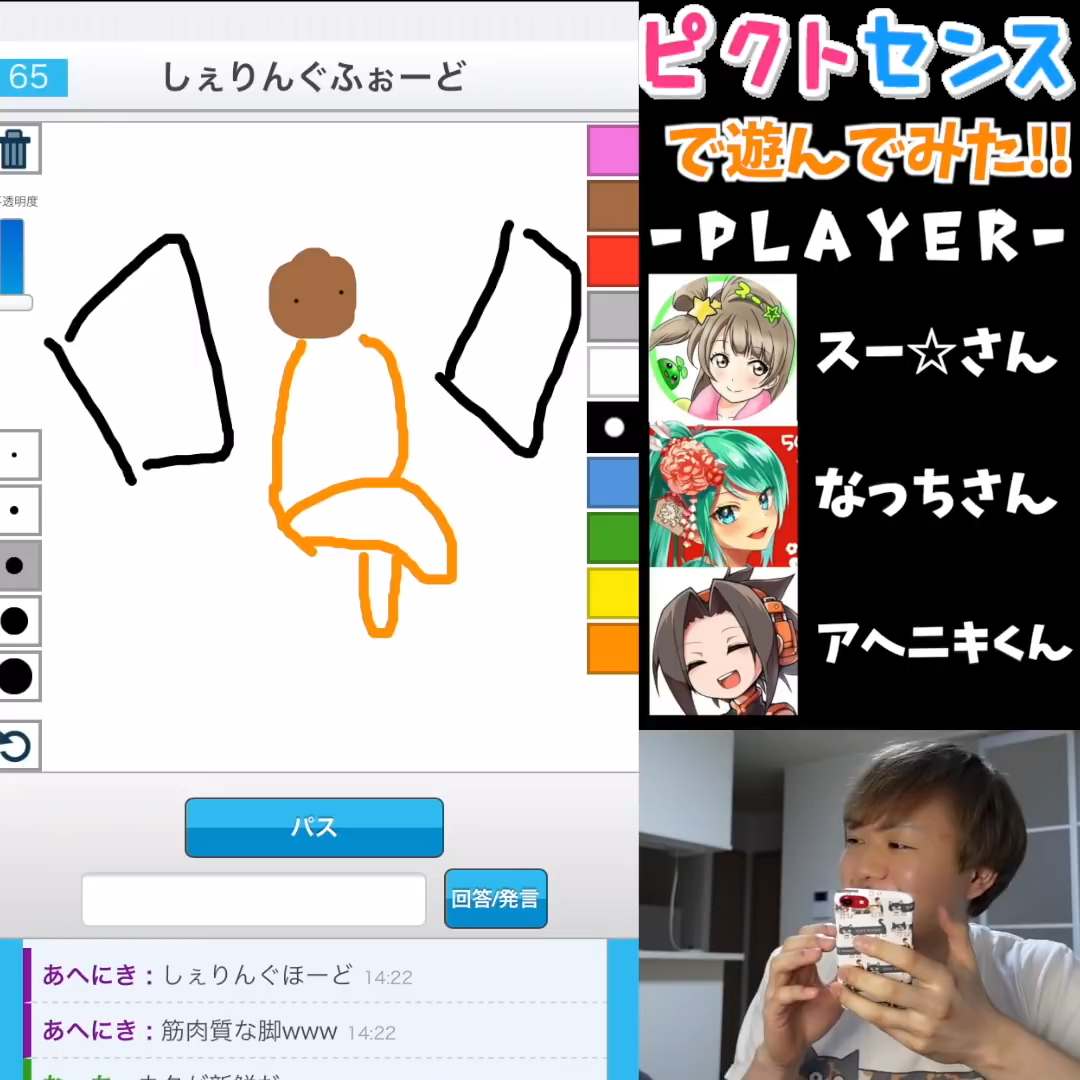 65
しぇりんぐふぉーど
不透明度
パス
回答/発言
あへにき：しぇりんぐほーど 14:22
あへにき：筋肉質な脚www 14:22
ピクトセンス
で遊んでみた!!
-PLAYER-
スー☆さん
なっちさん
アヘニキくん